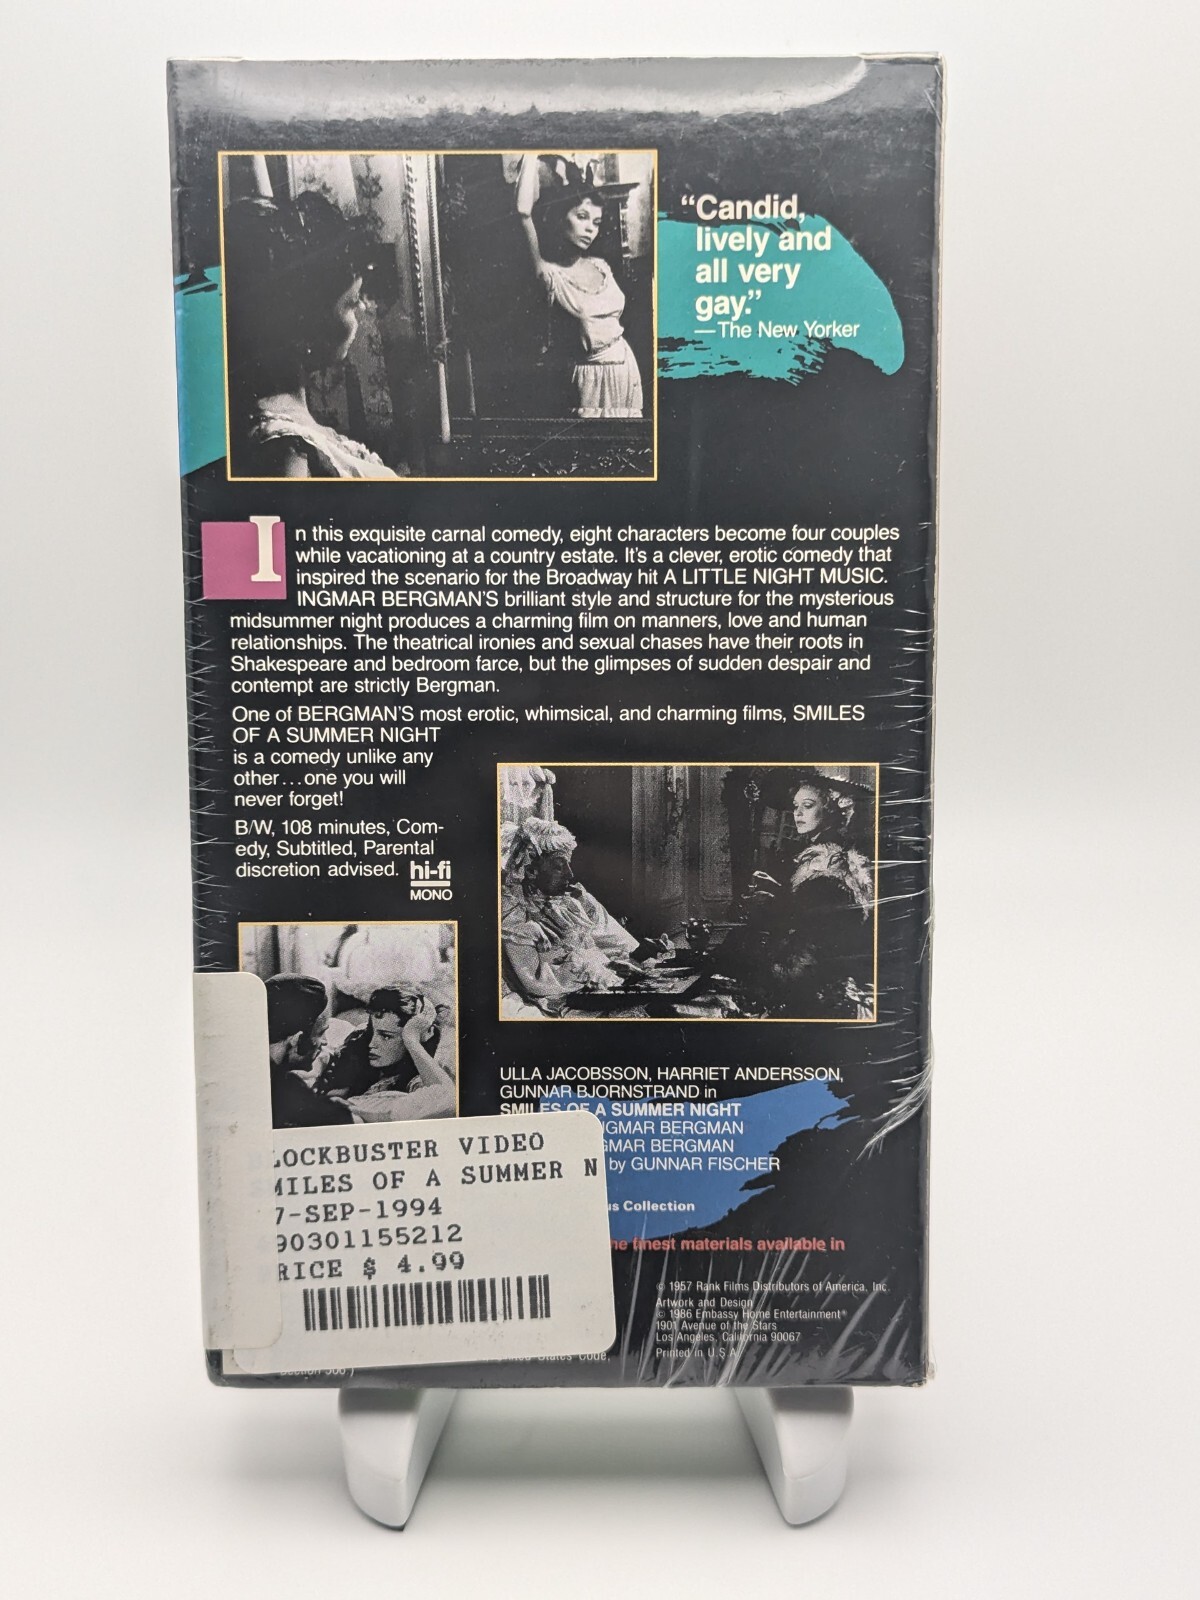 “Candid,
lively and
all very
gay.”
—The New Yorker
In this exquisite carnal comedy, eight characters become four couples
while vacationing at a country estate. It's a clever, erotic comedy that
inspired the scenario for the Broadway hit A LITTLE NIGHT MUSIC.
INGMAR BERGMAN'S brilliant style and structure for the mysterious
midsummer night produces a charming film on manners, love and human
relationships. The theatrical ironies and sexual chases have their roots in
Shakespeare and bedroom farce, but the glimpses of sudden despair and
contempt are strictly Bergman.
One of BERGMAN'S most erotic, whimsical, and charming films, SMILES
OF A SUMMER NIGHT
is a comedy unlike any
other...one you will
never forget!
B/W, 108 minutes, Com-
edy, Subtitled, Parental
discretion advised. hi-fi
MONO
ULLA JACOBSSON, HARRIET ANDERSSON,
GUNNAR BJORNSTRAND in
SMILES OF A SUMMER NIGHT
INGMAR BERGMAN
GMAR BERGMAN
by GUNNAR FISCHER
us Collection
he finest materials available in
BLOCKBUSTER VIDEO
SMILES OF A SUMMER N
7-SEP-1994
90301155212
PRICE $ 4.99
© 1957 Rank Films Distributors of America, Inc.
Artwork and Design
© 1986 Embassy Home Entertainment®
1901 Avenue of the Stars
Los Angeles, California 90067
Printed in U.S.A.
States Code,
Section 506)